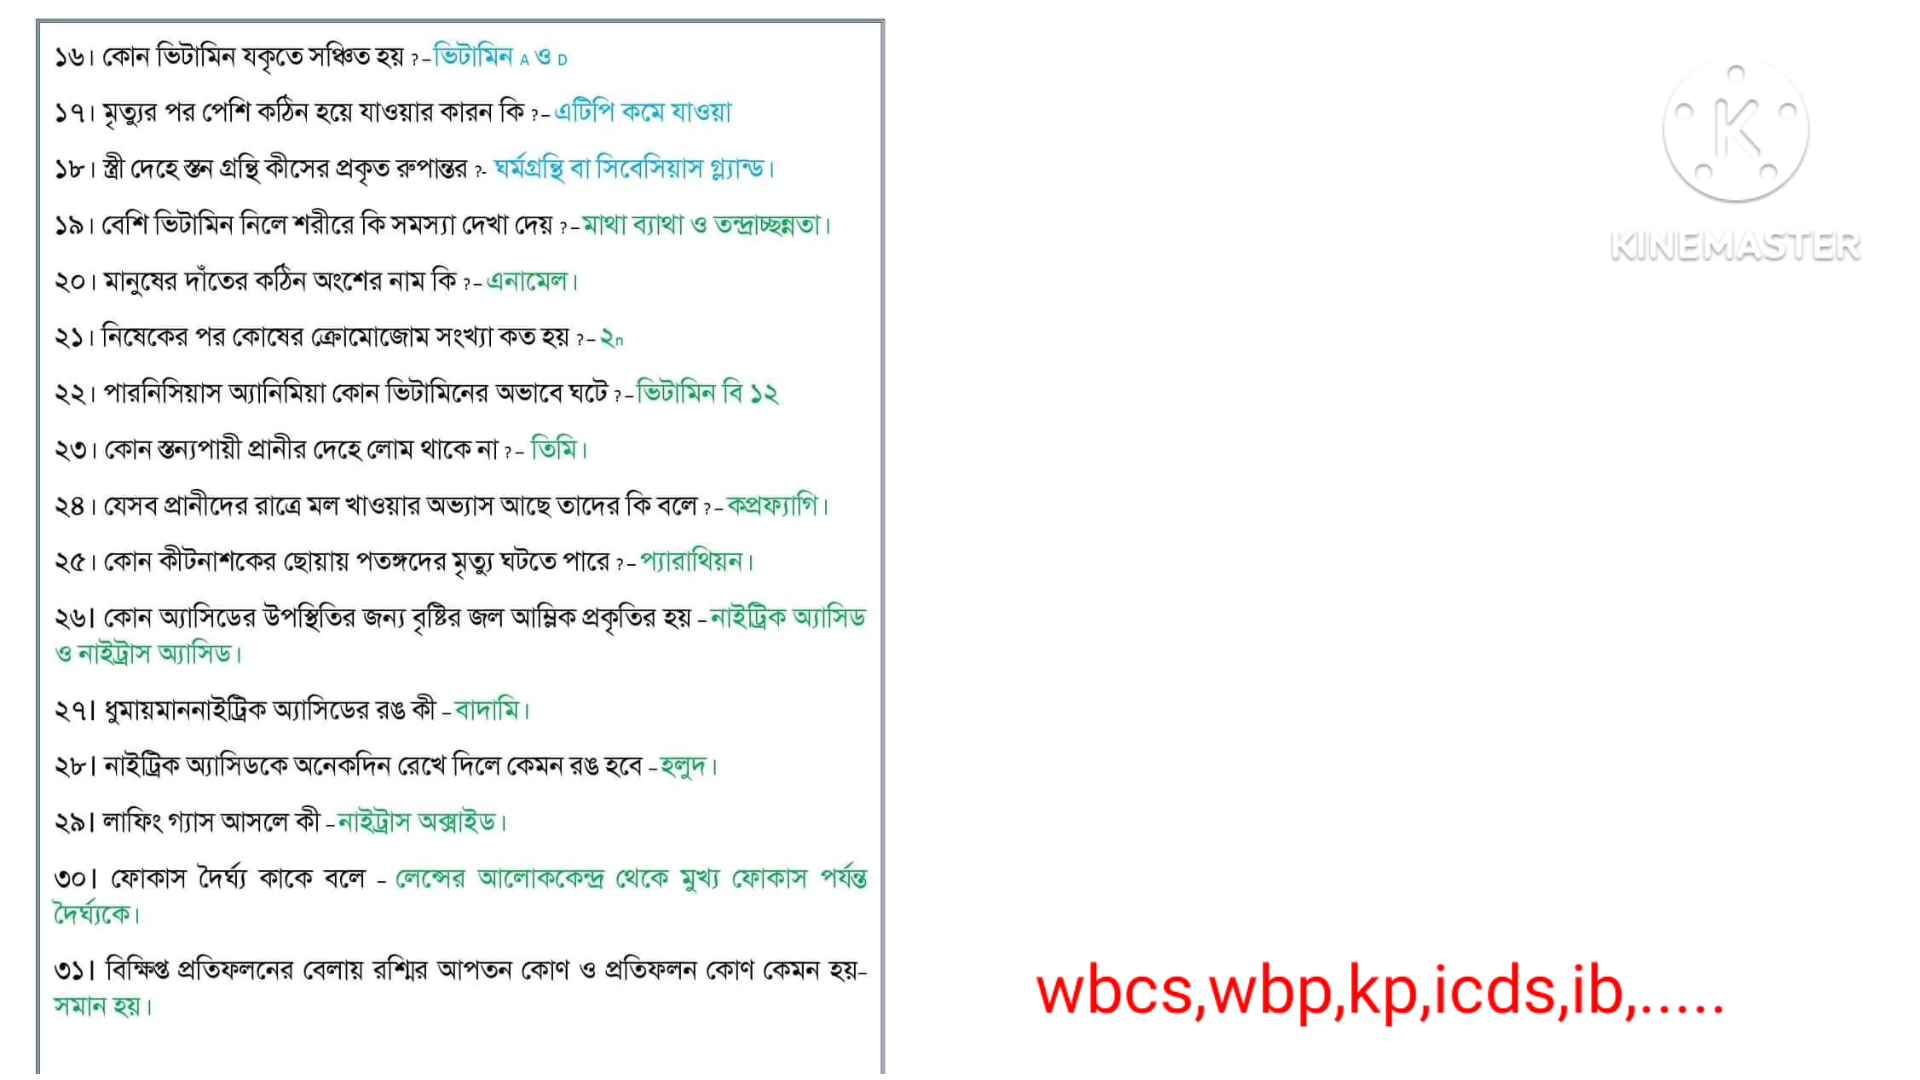 ১৬। কোন ভিটামিন যকৃতে সঞ্চিত হয় ?–ভিটামিন A ও D
১৭। মৃত্যুর পর পেশি কঠিন হয়ে যাওয়ার কারন কি ?–এটিপি কমে যাওয়া
১৮। স্ত্রী দেহে স্তন গ্রন্থি কীসের প্রকৃত রুপান্তর ?- ঘর্মগ্রন্থি বা সিবেসিয়াস গ্ল্যান্ড।
১৯। বেশি ভিটামিন নিলে শরীরে কি সমস্যা দেখা দেয় ?–মাথা ব্যাথা ও তন্দ্রাচ্ছন্নতা।
২০। মানুষের দাঁতের কঠিন অংশের নাম কি ?–এনামেল।
২১। নিষেকের পর কোষের ক্রোমোজোম সংখ্যা কত হয় ?–২n
২২। পারনিসিয়াস অ্যানিমিয়া কোন ভিটামিনের অভাবে ঘটে ?–ভিটামিন বি ১২
২৩। কোন স্তন্যপায়ী প্রানীর দেহে লোম থাকে না ?– তিমি।
২৪। যেসব প্রানীদের রাত্রে মল খাওয়ার অভ্যাস আছে তাদের কি বলে ?–কপ্রফ্যাগি।
২৫। কোন কীটনাশকের ছোয়ায় পতঙ্গদের মৃত্যু ঘটতে পারে ?–প্যারাথিয়ন।
২৬। কোন অ্যাসিডের উপস্থিতির জন্য বৃষ্টির জল আম্লিক প্রকৃতির হয় –নাইট্রিক অ্যাসিড
ও নাইট্রাস অ্যাসিড।
২৭। ধুমায়মাননাইট্রিক অ্যাসিডের রঙ কী –বাদামি।
২৮। নাইট্রিক অ্যাসিডকে অনেকদিন রেখে দিলে কেমন রঙ হবে –হলুদ।
২৯। লাফিং গ্যাস আসলে কী –নাইট্রাস অক্সাইড।
৩০। ফোকাস দৈর্ঘ্য কাকে বলে – লেন্সের আলোককেন্দ্র থেকে মুখ্য ফোকাস পর্যন্ত
দৈর্ঘ্যকে।
৩১। বিক্ষিপ্ত প্রতিফলনের বেলায় রশ্মির আপতন কোণ ও প্রতিফলন কোণ কেমন হয়–
সমান হয়।
K
KINEMASTER
wbcs,wbp,kp,icds,ib,.....